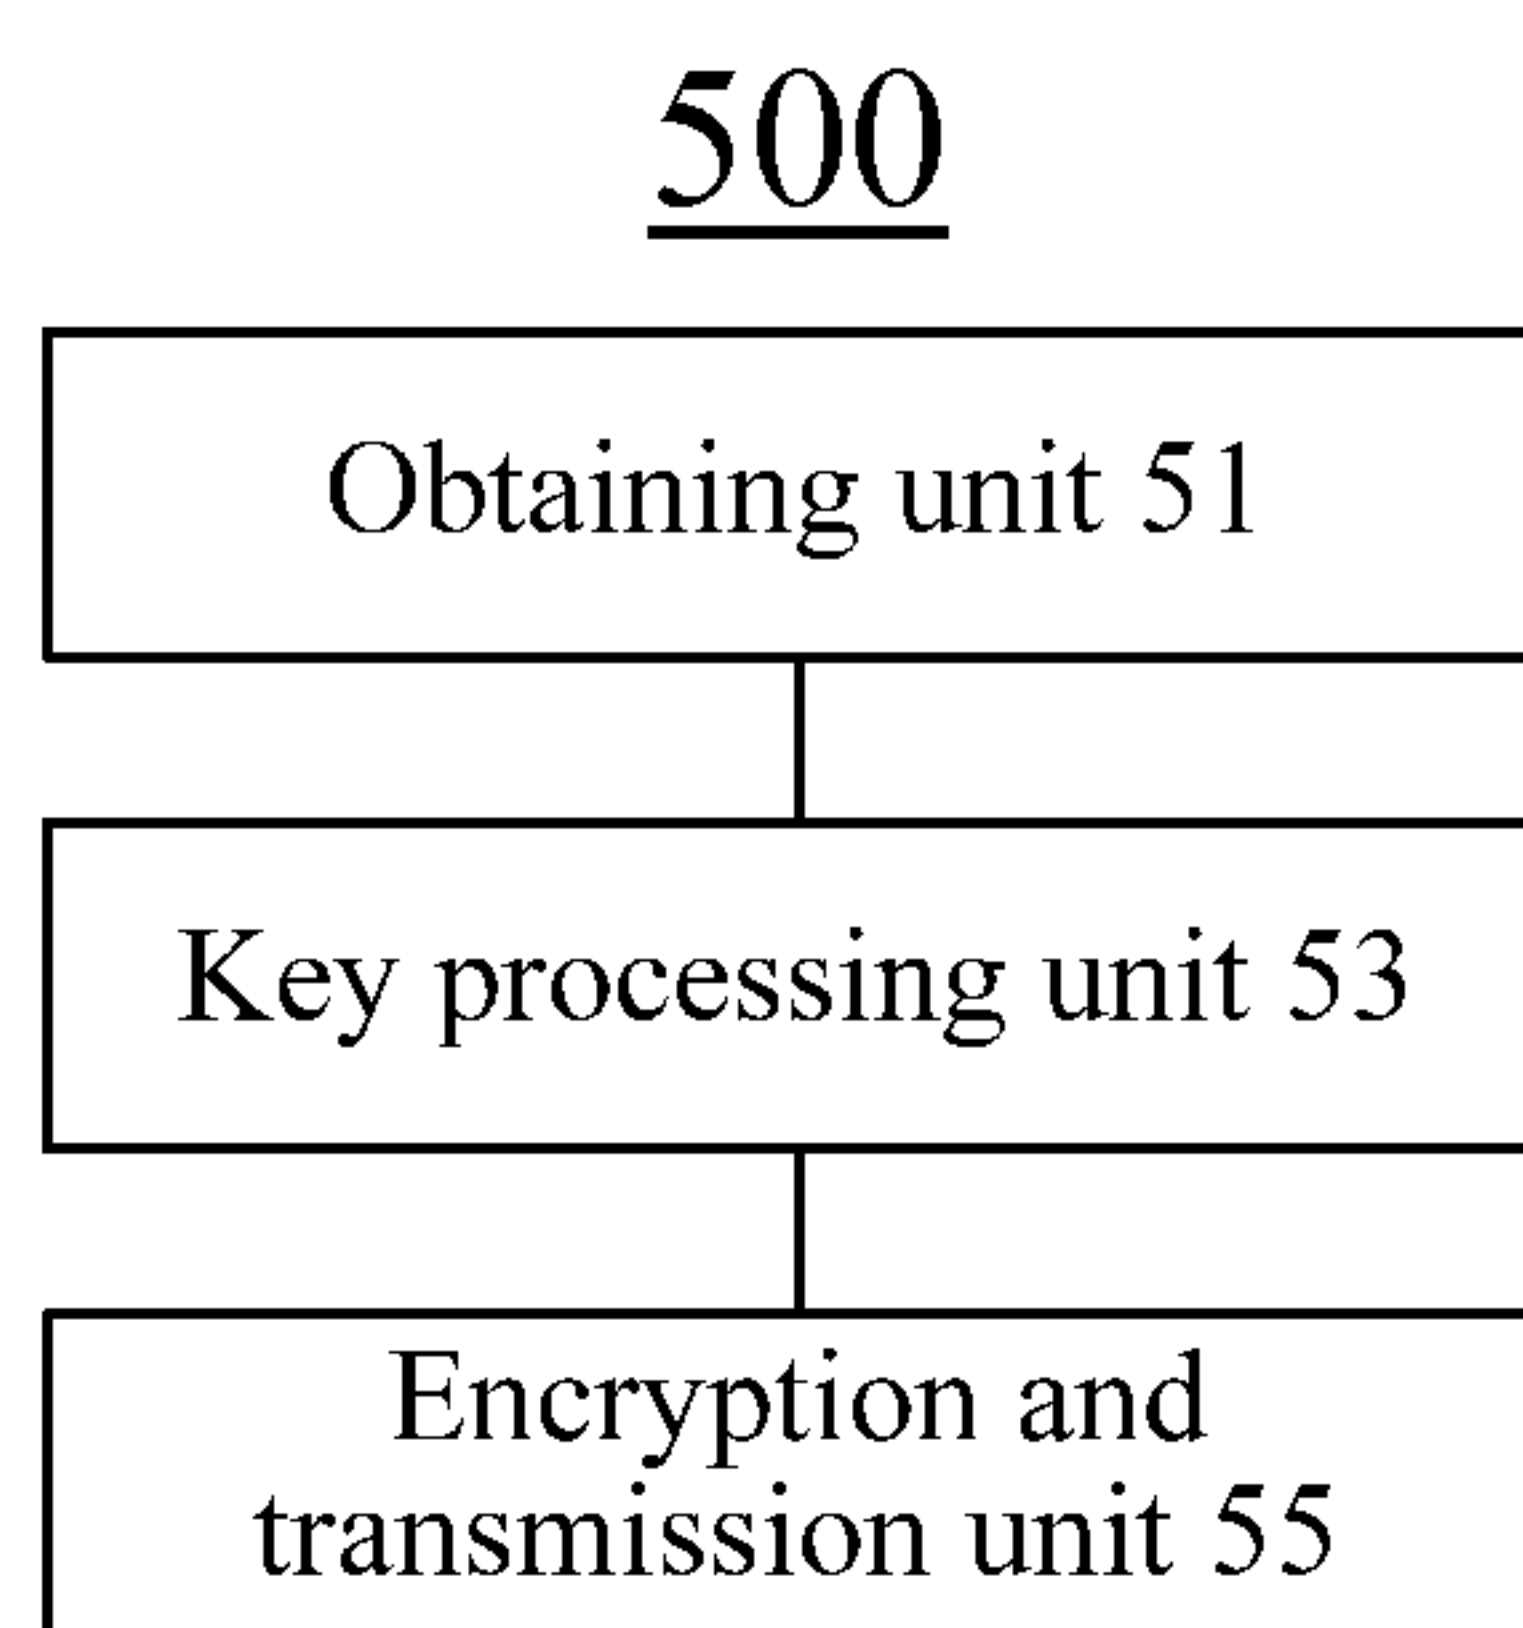 500
Obtaining unit 51
Key processing unit 53
Encryption and
transmission unit 55